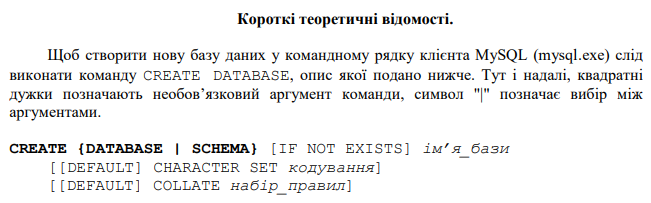 Короткі теоретичні відомості.
Щоб створити нову базу даних у командному рядку клієнта MySQL (mysql.exe) слід
виконати команду CREATE DATABASE, опис якої подано нижче. Тут і надалі, квадратні
дужки позначають необов’язковий аргумент команди, символ "|" позначає вибір між
аргументами.
CREATE {DATABASE | SCHEMA} [IF NOT EXISTS] ім’я_бази
[[DEFAULT] CHARACTER SET кодування]
[[DEFAULT] COLLATE набір_правил]